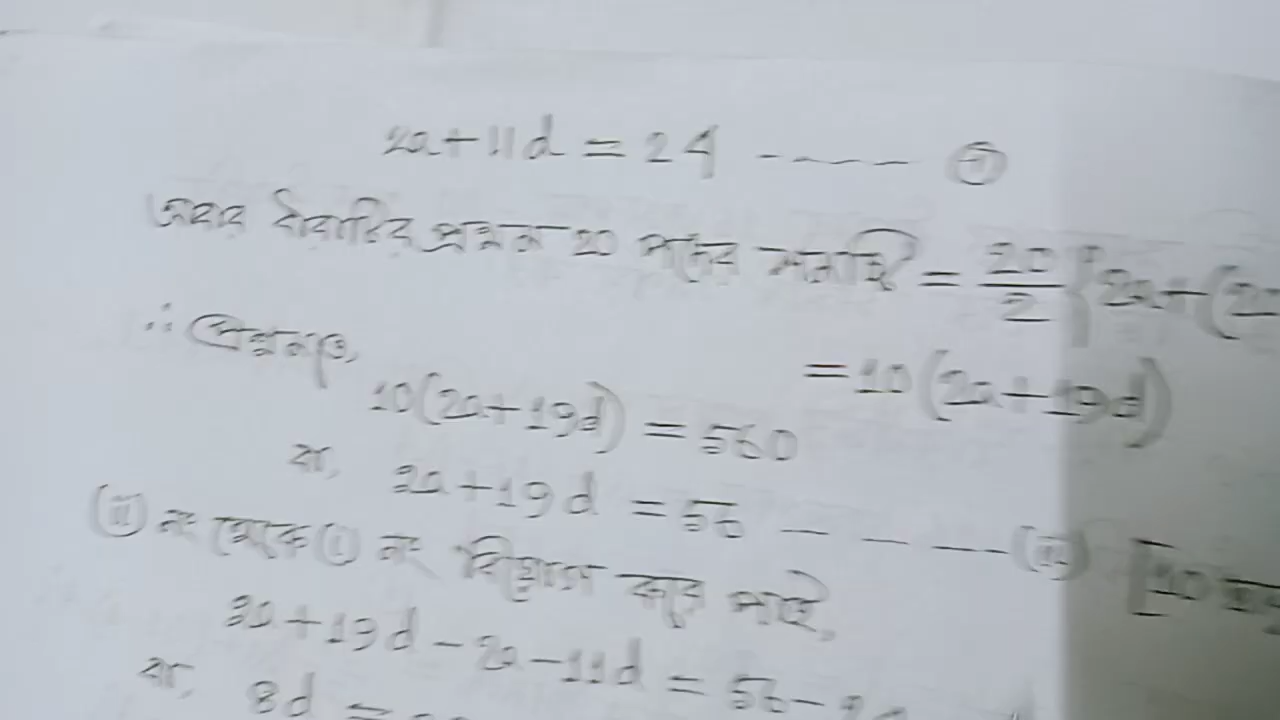 2a+11d = 24 ------ (i)
আবার ধারাটির প্রথম 20 পদের সমষ্টি = 20/2 {2a+(20
= 10(2a+19d)
∴ প্রশ্নমতে,
10(2a+19d) = 560
বা, 2a+19d = 56 ------ (ii) [10
(ii) নং থেকে (i) নং বিয়োগ করে পাই,
2a+19d-2a-11d = 56-
বা, 8d =